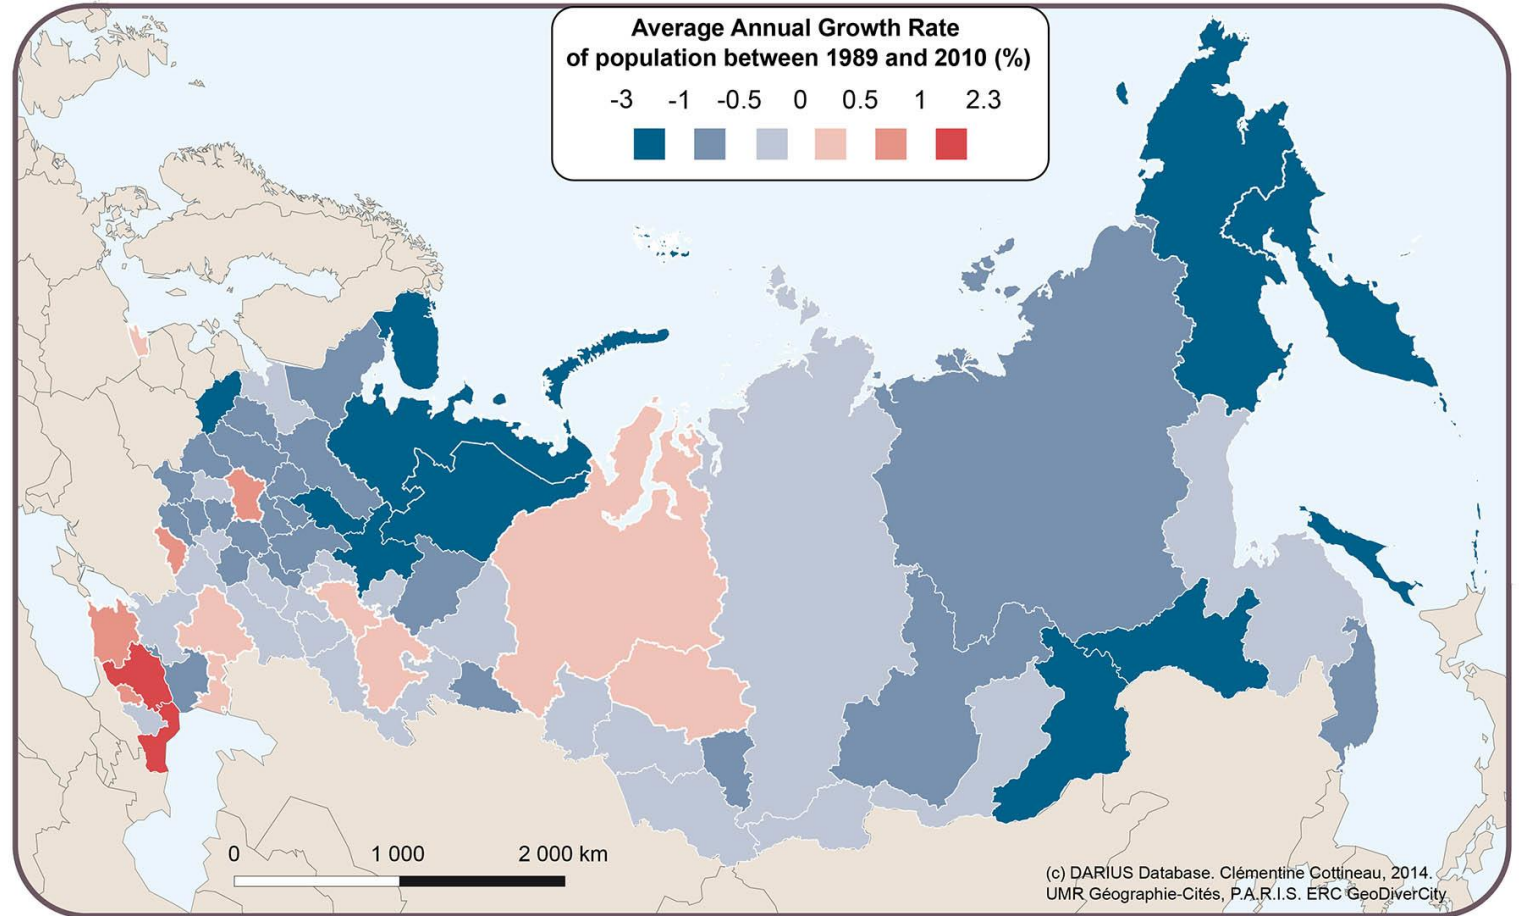 Average Annual Growth Rate
of population between 1989 and 2010 (%)
-3 -1 -0.5 0 0.5 1 2.3
0 1 000 2 000 km
(c) DARIUS Database. Clémentine Cottineau, 2014.
UMR Géographie-Cités, P.A.R.I.S. ERC GeoDiverCity